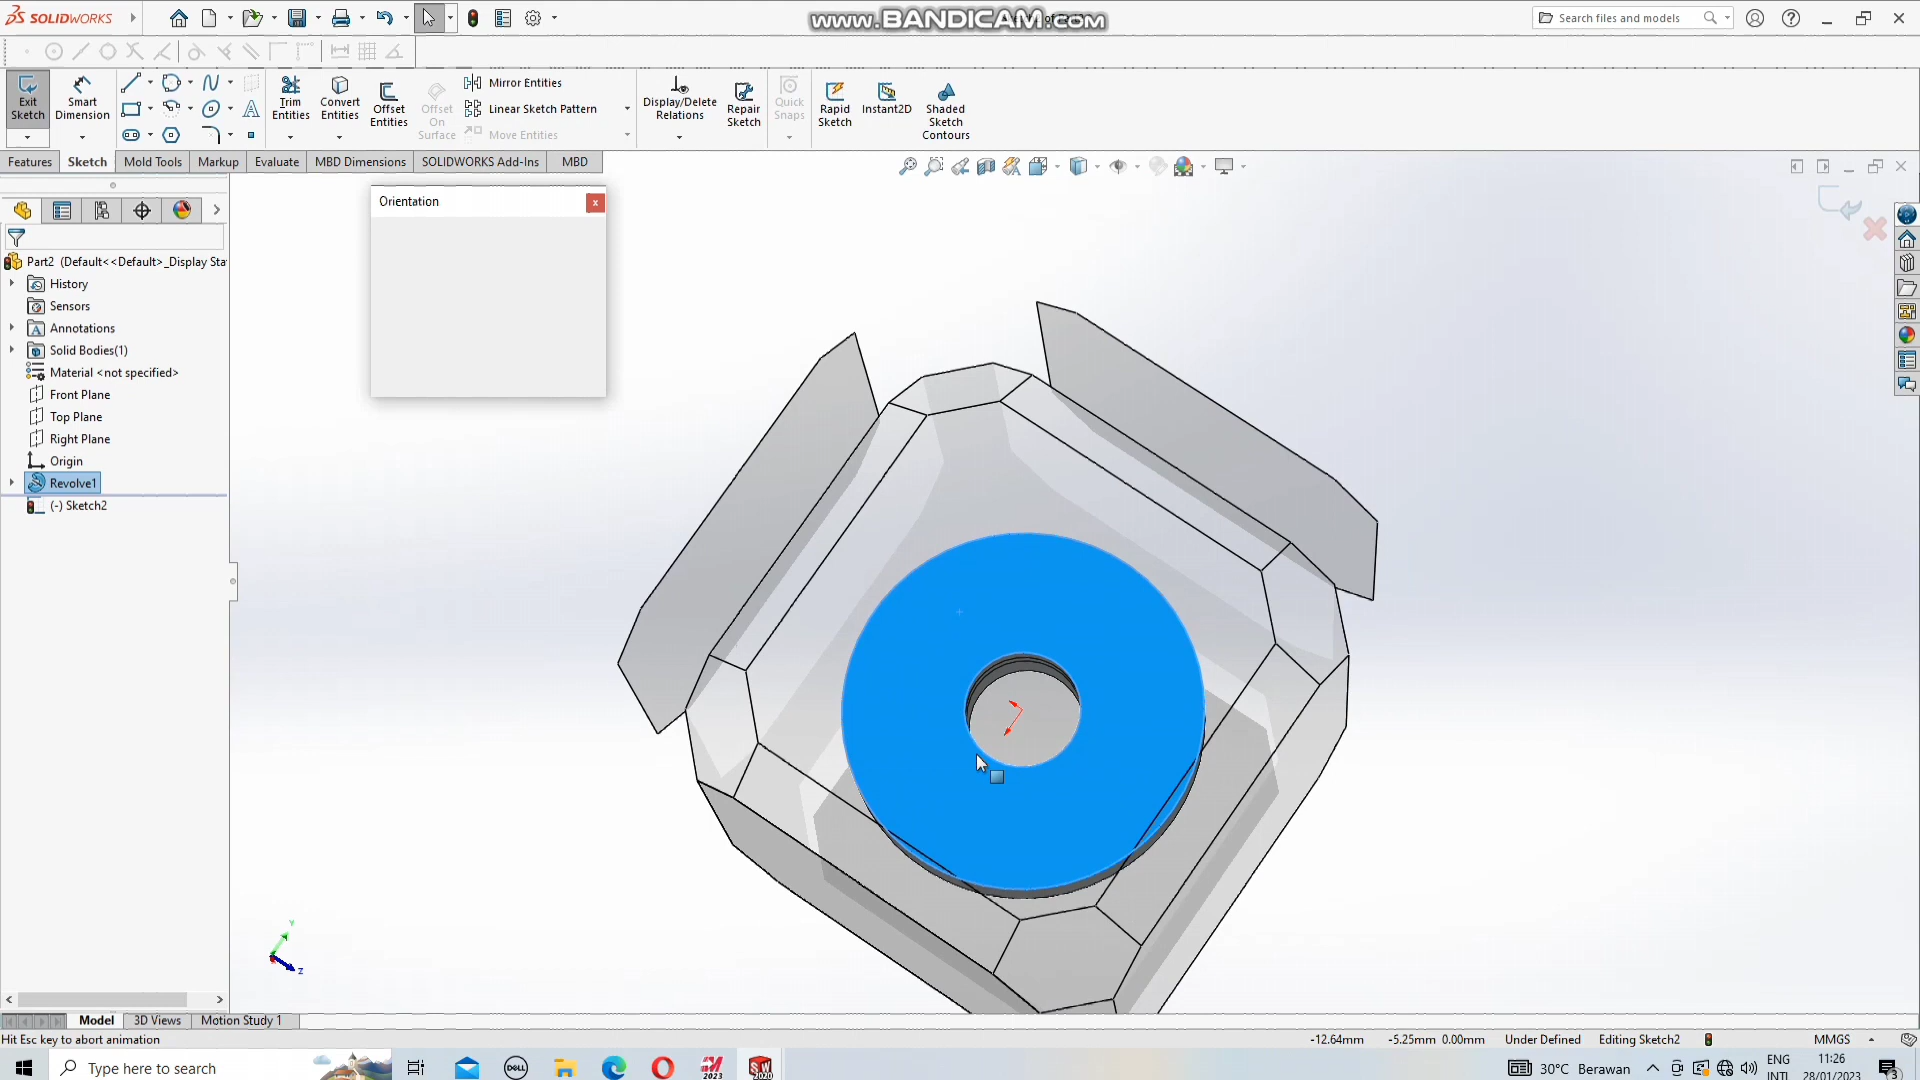 SOLIDWORKS
www.BANDICAM.com
Search files and models
Exit Sketch
Smart Dimension
Trim Entities
Convert Entities
Offset Entities
Offset On Surface
Mirror Entities
Linear Sketch Pattern
Move Entities
Display/Delete Relations
Repair Sketch
Quick Snaps
Rapid Sketch
Instant2D
Shaded Sketch Contours
Features
Sketch
Mold Tools
Markup
Evaluate
MBD Dimensions
SOLIDWORKS Add-Ins
MBD
Orientation
Part2 (Default<<Default>_Display Sta
History
Sensors
Annotations
Solid Bodies(1)
Material <not specified>
Front Plane
Top Plane
Right Plane
Origin
Revolve1
(-) Sketch2
Y
Z
Model
3D Views
Motion Study 1
Hit Esc key to abort animation
-12.64mm
-5.25mm 0.00mm
Under Defined
Editing Sketch2
MMGS
Type here to search
DELL
2023
SW
2020
30°C Berawan
ENG
INTL
11:26
28/01/2023
3